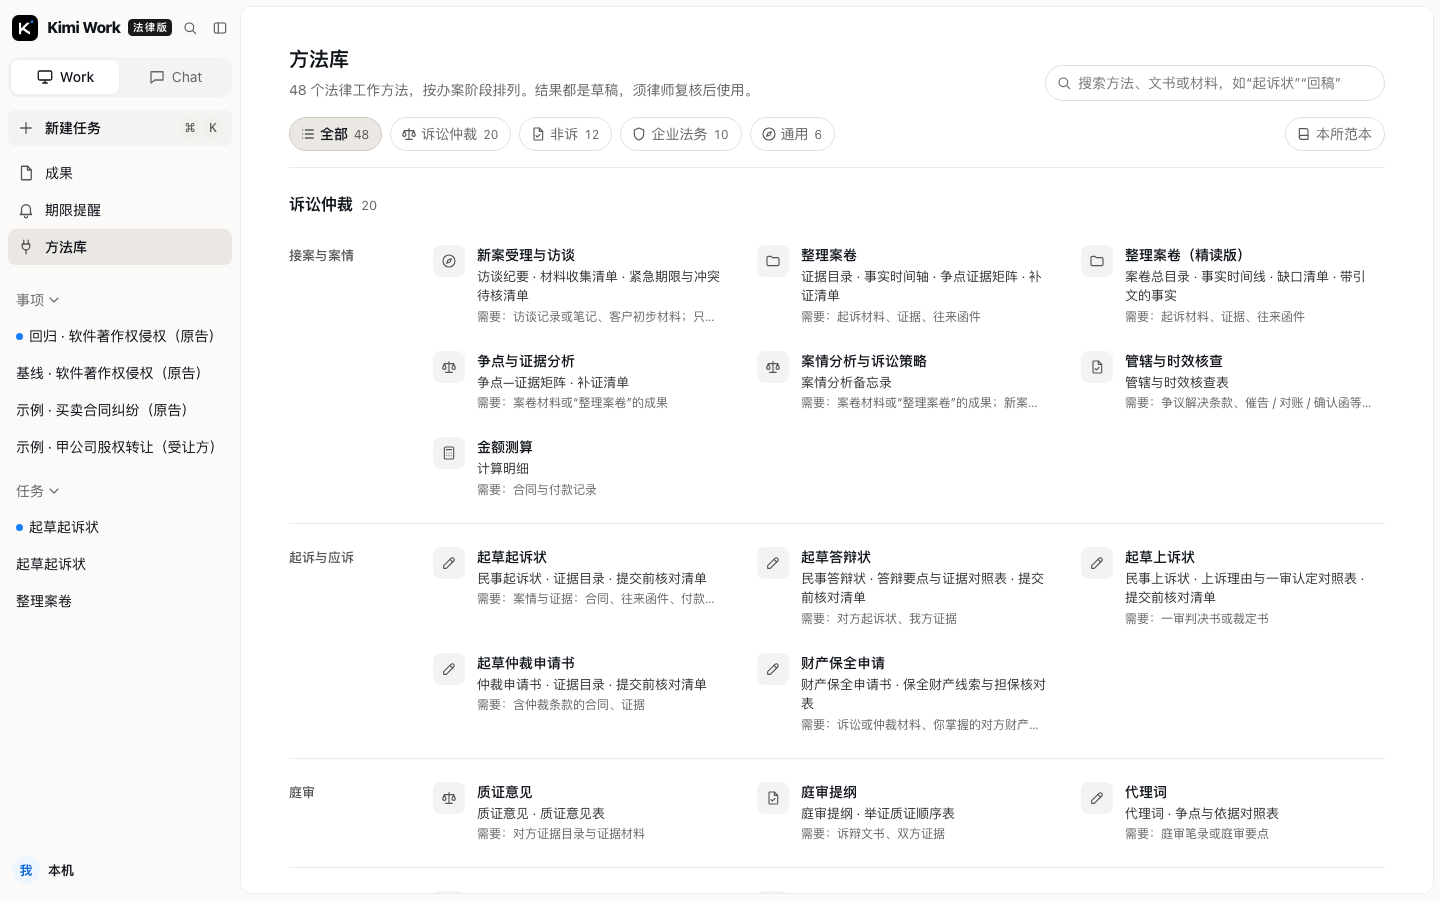 Kimi Work 法律版
Work
Chat
新建任务 ⌘ K
成果
期限提醒
方法库
事项
回归 · 软件著作权侵权（原告）
基线 · 软件著作权侵权（原告）
示例 · 买卖合同纠纷（原告）
示例 · 甲公司股权转让（受让方）
任务
起草起诉状
起草起诉状
整理案卷
我 本机
方法库
48 个法律工作方法，按办案阶段排列。结果都是草稿，须律师复核后使用。
搜索方法、文书或材料，如“起诉状”“回稿”
全部 48
诉讼仲裁 20
非诉 12
企业法务 10
通用 6
本所范本
诉讼仲裁 20
接案与案情
新案受理与访谈
访谈纪要 · 材料收集清单 · 紧急期限与冲突
待核清单
需要：访谈记录或笔记、客户初步材料；只...
整理案卷
证据目录 · 事实时间轴 · 争点证据矩阵 · 补
证清单
需要：起诉材料、证据、往来函件
整理案卷（精读版）
案卷总目录 · 事实时间线 · 缺口清单 · 带引
文的事实
需要：起诉材料、证据、往来函件
争点与证据分析
争点—证据矩阵 · 补证清单
需要：案卷材料或“整理案卷”的成果
案情分析与诉讼策略
案情分析备忘录
需要：案卷材料或“整理案卷”的成果；新案...
管辖与时效核查
管辖与时效核查表
需要：争议解决条款、催告 / 对账 / 确认函等...
金额测算
计算明细
需要：合同与付款记录
起诉与应诉
起草起诉状
民事起诉状 · 证据目录 · 提交前核对清单
需要：案情与证据：合同、往来函件、付款...
起草答辩状
民事答辩状 · 答辩要点与证据对照表 · 提交
前核对清单
需要：对方起诉状、我方证据
起草上诉状
民事上诉状 · 上诉理由与一审认定对照表 ·
提交前核对清单
需要：一审判决书或裁定书
起草仲裁申请书
仲裁申请书 · 证据目录 · 提交前核对清单
需要：含仲裁条款的合同、证据
财产保全申请
财产保全申请书 · 保全财产线索与担保核对
表
需要：诉讼或仲裁材料、你掌握的对方财产...
庭审
质证意见
质证意见 · 质证意见表
需要：对方证据目录与证据材料
庭审提纲
庭审提纲 · 举证质证顺序表
需要：诉辩文书、双方证据
代理词
代理词 · 争点与依据对照表
需要：庭审笔录或庭审要点